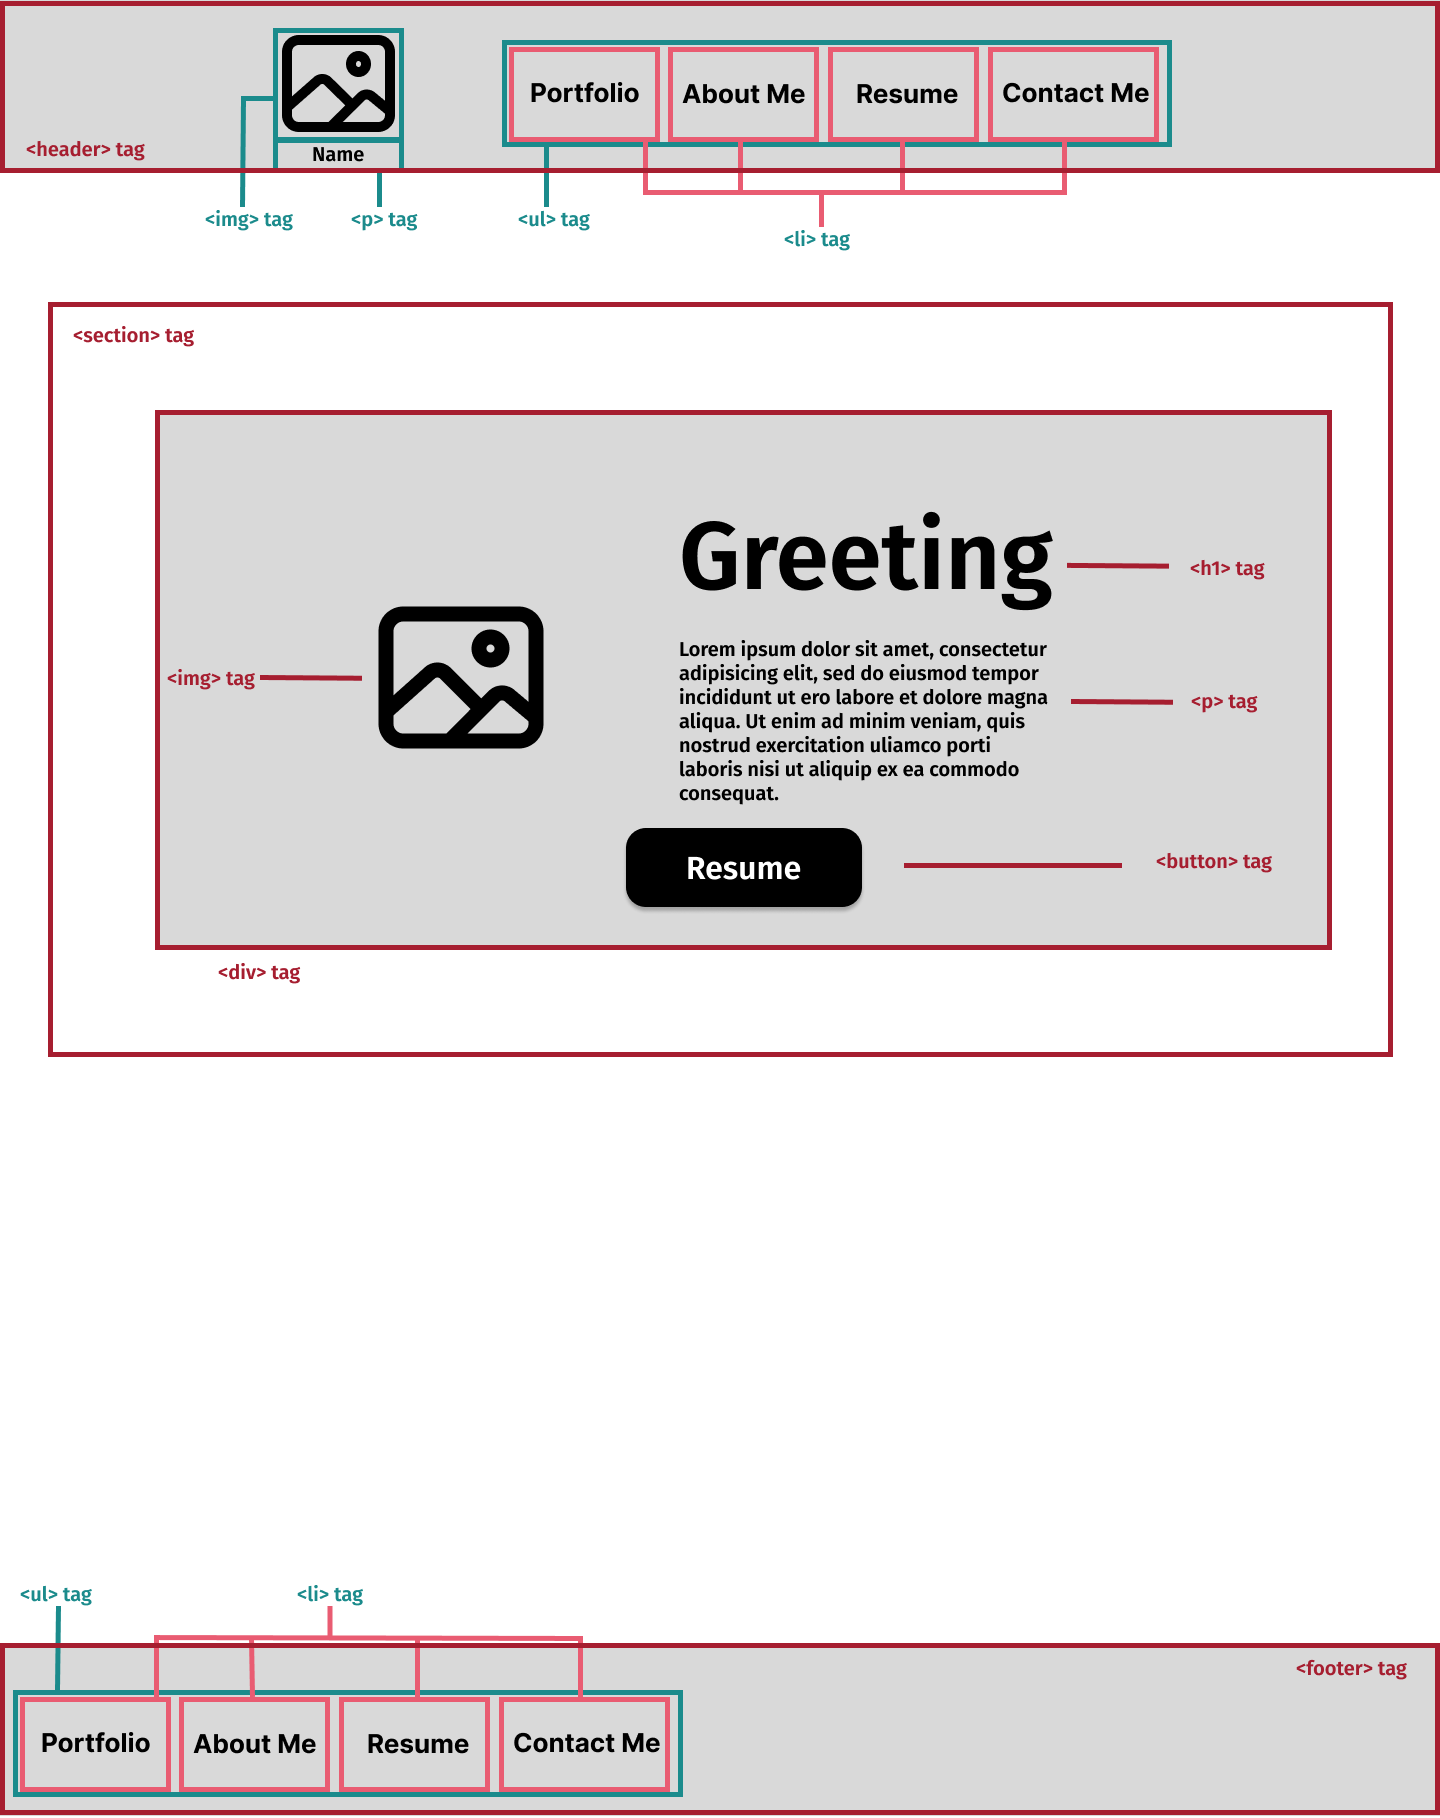 Portfolio
About Me
Resume
Contact Me
<header> tag
Name
<img> tag
<p> tag
<ul> tag
<li> tag
<section> tag
Greeting
<h1> tag
Lorem ipsum dolor sit amet, consectetur
adipisicing elit, sed do eiusmod tempor
incididunt ut ero labore et dolore magna
aliqua. Ut enim ad minim veniam, quis
nostrud exercitation uliamco porti
laboris nisi ut aliquip ex ea commodo
consequat.
<img> tag
<p> tag
Resume
<button> tag
<div> tag
<ul> tag
<li> tag
<footer> tag
Portfolio
About Me
Resume
Contact Me